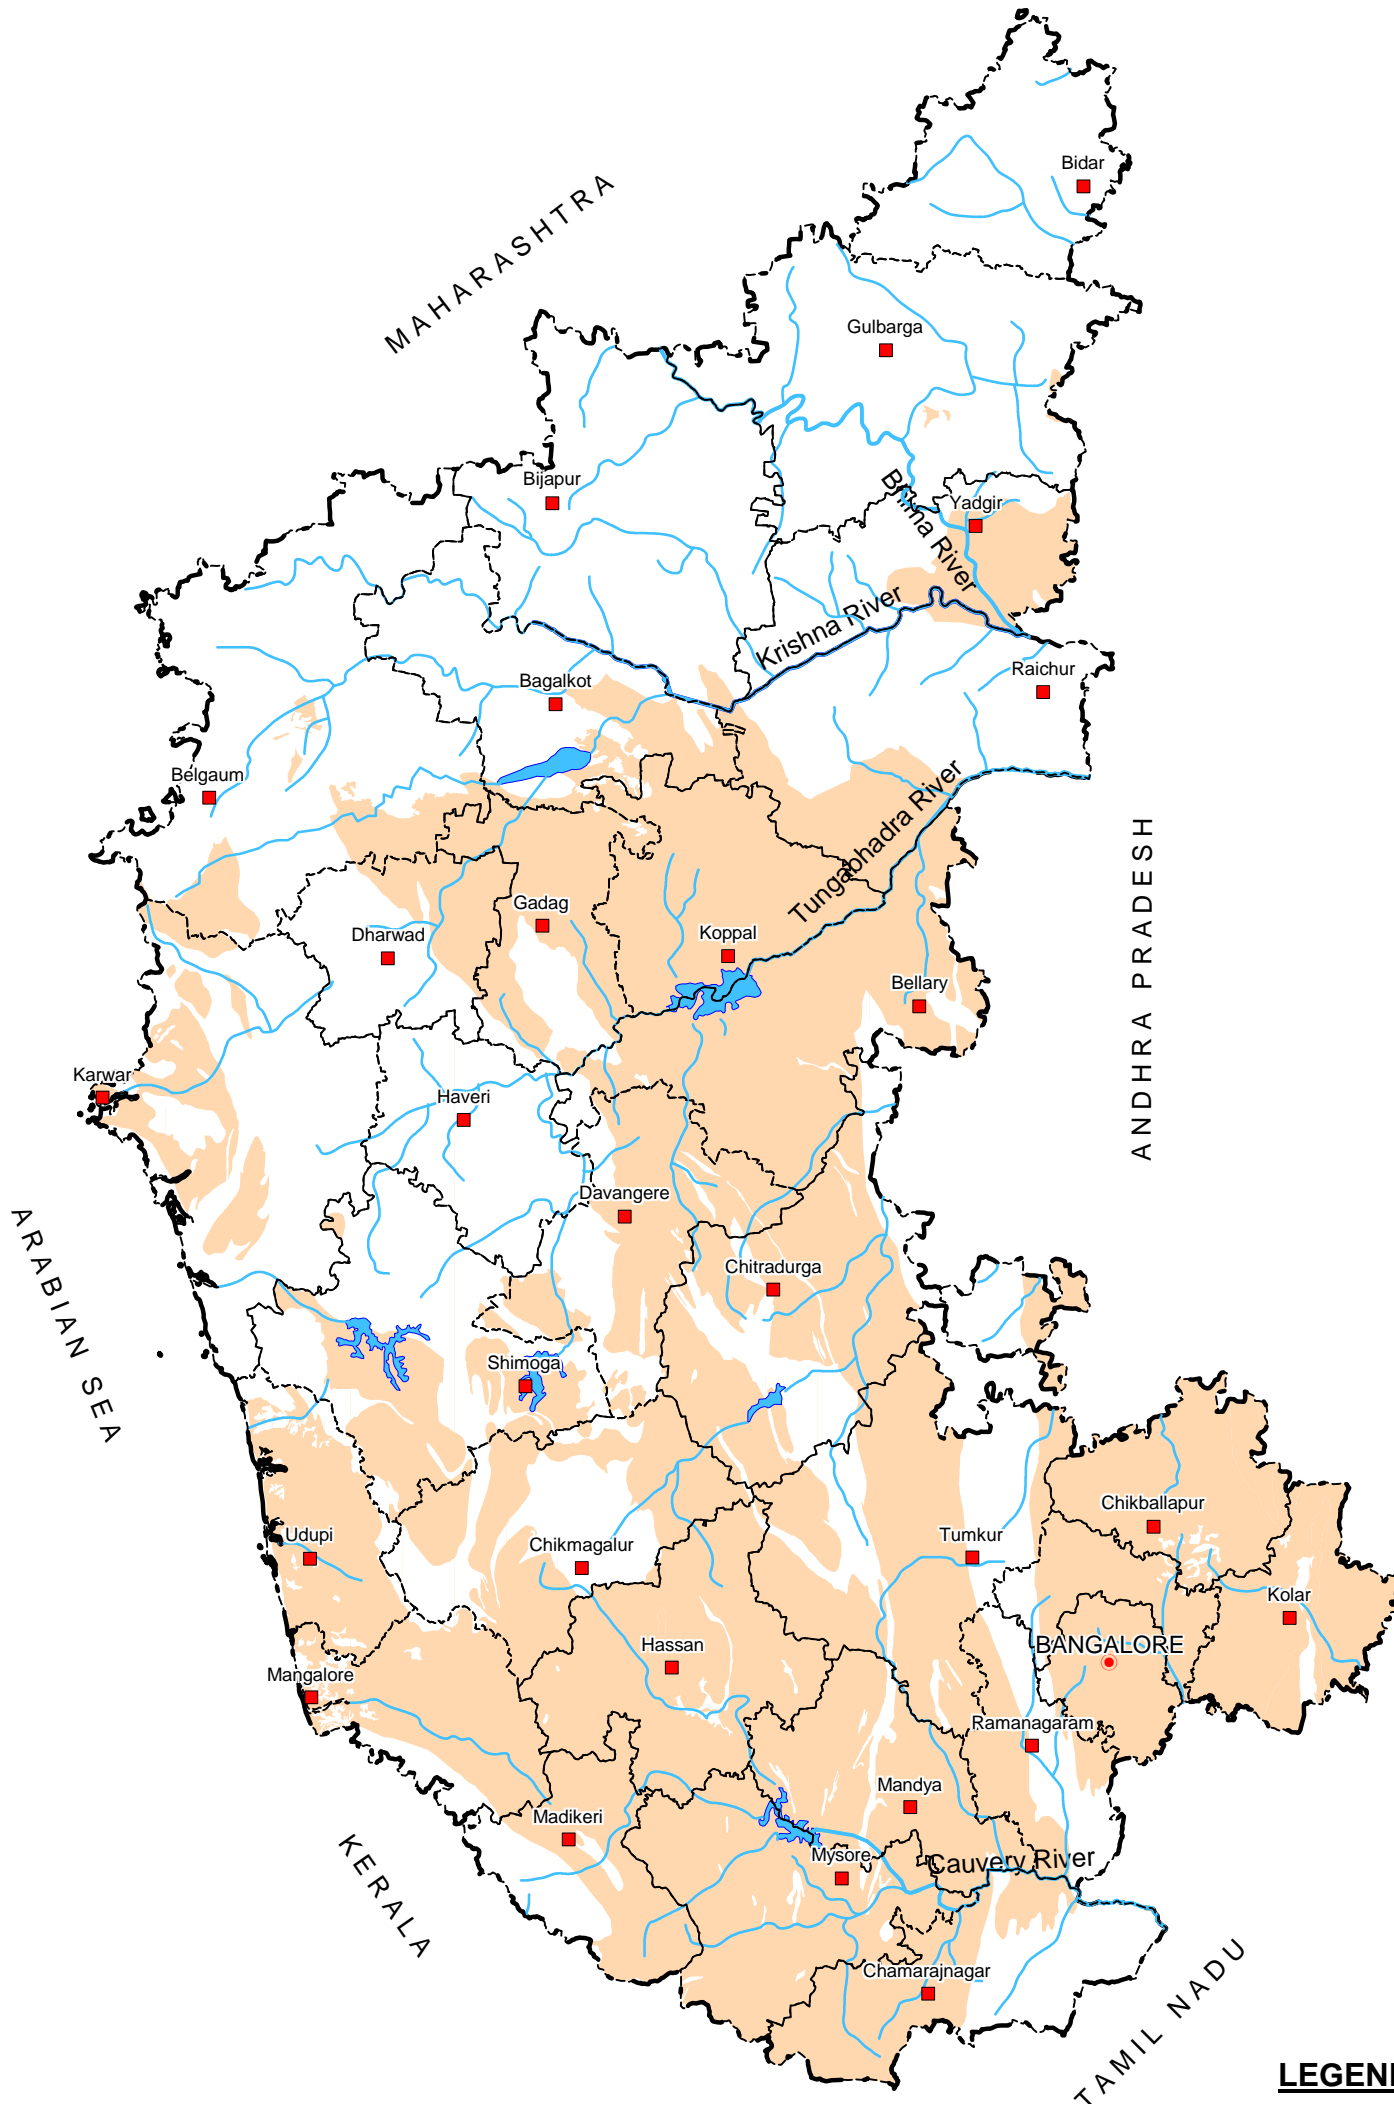 Bidar
MAHARASHTRA
Gulbarga
Bijapur
Yadgir
Bhima River
Krishna River
Raichur
Bagalkot
Belgaum
Tungabhadra River
ANDHRA PRADESH
Gadag
Dharwad
Koppal
Bellary
Karwar
Haveri
Davangere
ARABIAN SEA
Chitradurga
Shimoga
Chikballapur
Udupi
Chikmagalur
Tumkur
Kolar
Hassan
BANGALORE
Mangalore
Ramanagaram
Mandya
Madikeri
Mysore
Cauvery River
KERALA
Chamarajnagar
TAMIL NADU